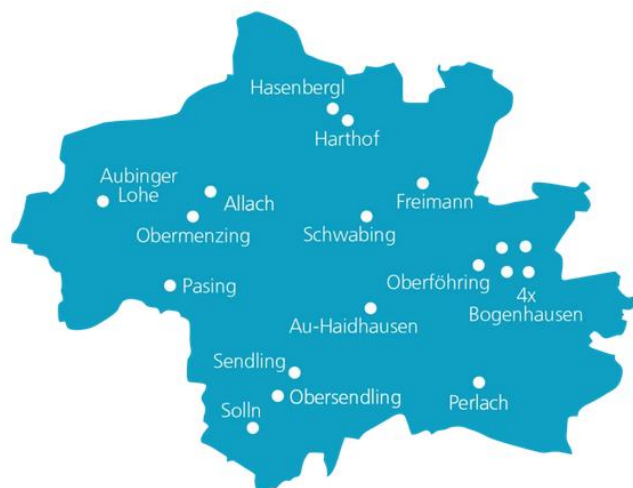 Hasenbergl
Harthof
Aubinger
Lohe
Allach
Freimann
Obermenzing
Schwabing
Oberföhring
Pasing
4x
Bogenhausen
Au-Haidhausen
Sendling
Obersendling
Perlach
Solln